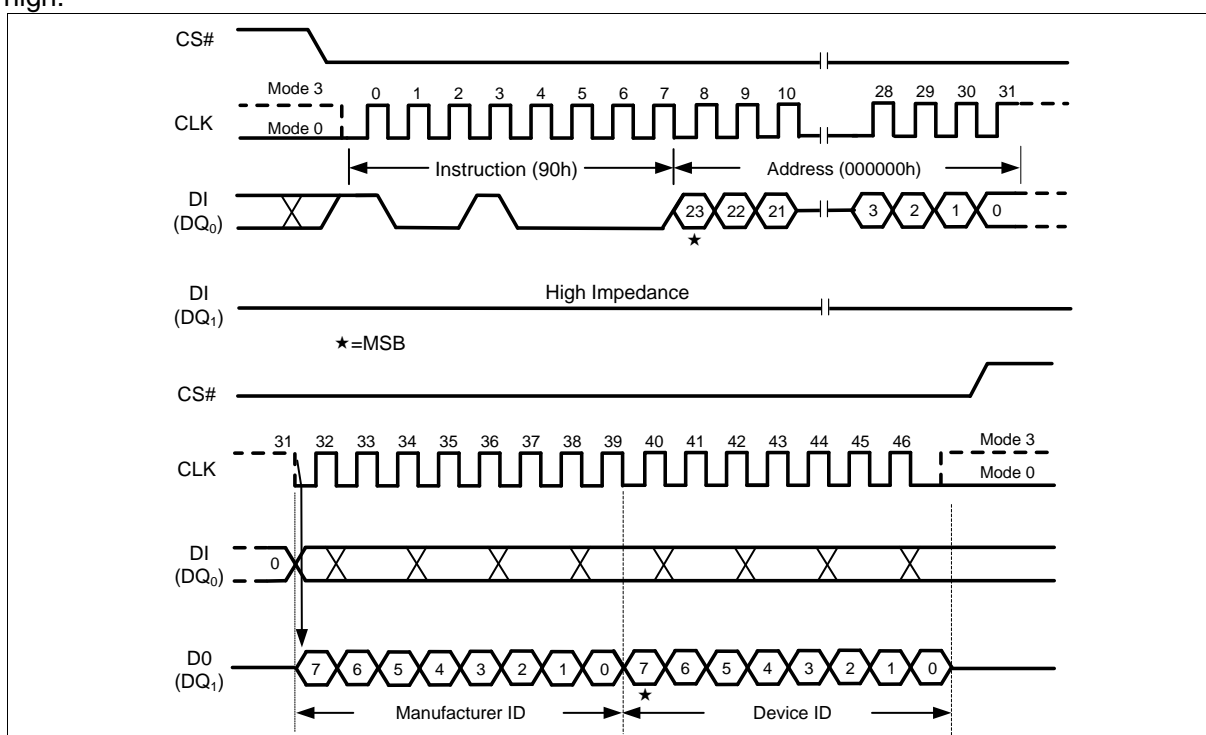 high.
CS#
Mode 3
0 1 2 3 4 5 6 7 8 9 10 28 29 30 31
CLK
Mode 0
Instruction (90h) Address (000000h)
DI
(DQ0)
23 22 21 3 2 1 0
★
DI
(DQ1)
High Impedance
★=MSB
CS#
31 32 33 34 35 36 37 38 39 40 41 42 43 44 45 46 Mode 3
CLK
Mode 0
DI
(DQ0)
0
D0
(DQ1)
7 6 5 4 3 2 1 0 7 6 5 4 3 2 1 0
★
Manufacturer ID Device ID